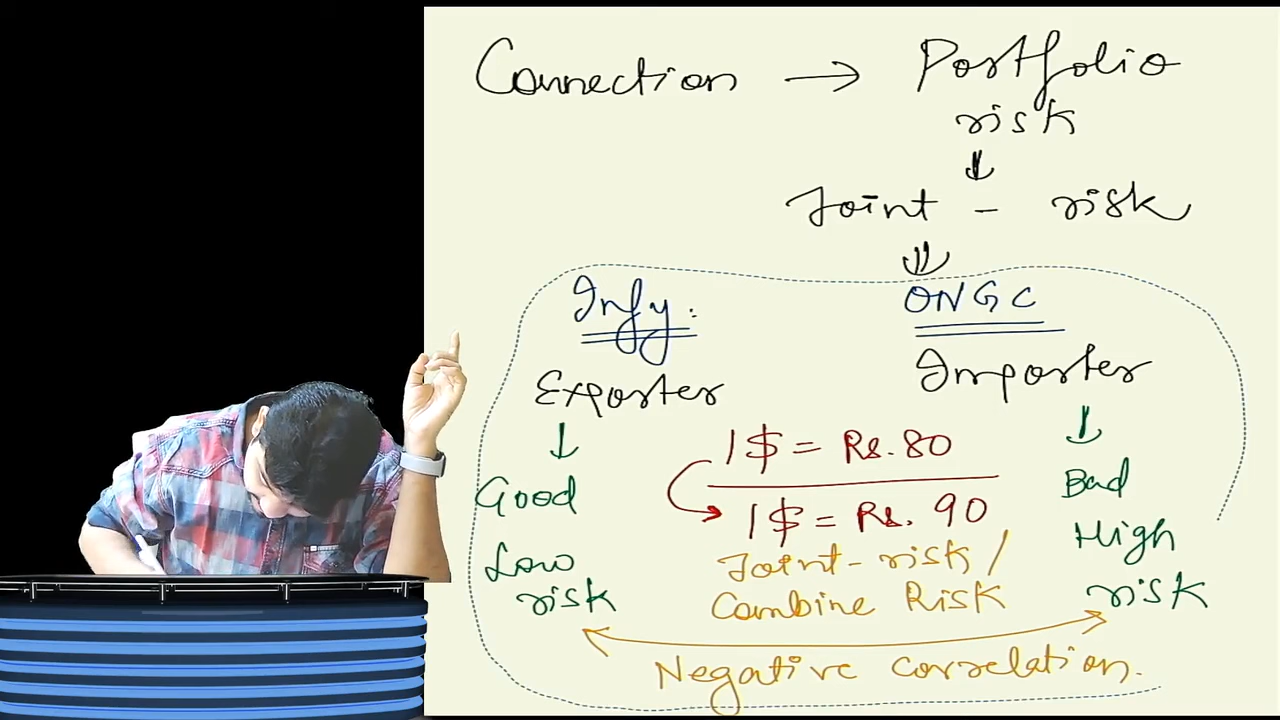 Connection → Portfolio
risk
↓
Joint - risk
⇓
Infy. ONGC
Exporter Importer
↓ ↓
Good 1$ = Rs. 80 Bad
1$ = Rs. 90 High
Low Joint-risk /
risk Combine Risk risk
Negative correlation.